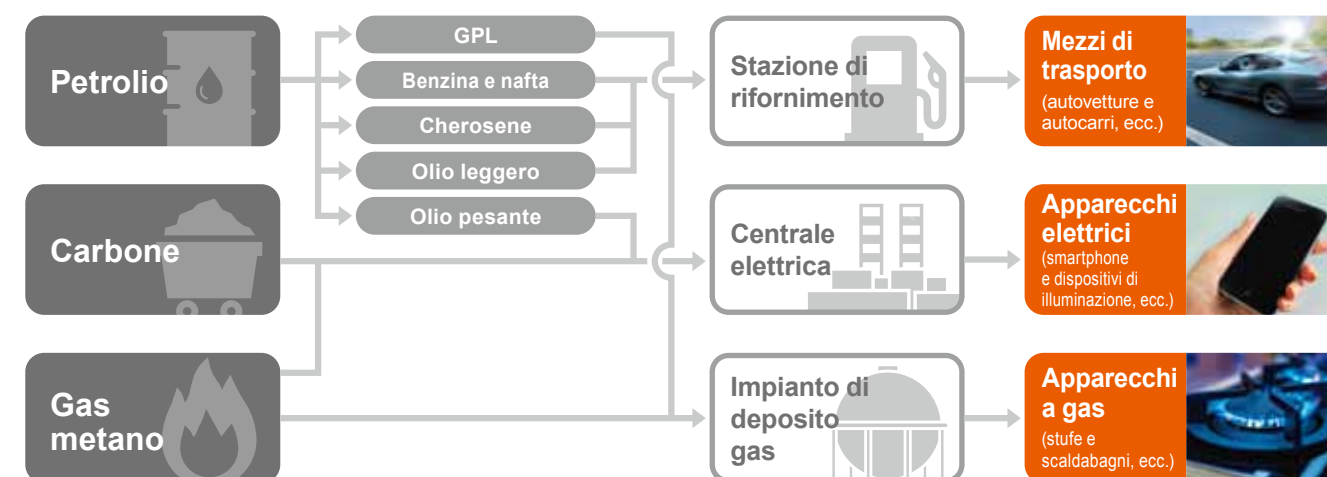 Petrolio
GPL
Benzina e nafta
Cherosene
Olio leggero
Olio pesante
Stazione di
rifornimento
Mezzi di
trasporto
(autovetture e
autocarri, ecc.)
Carbone
Centrale
elettrica
Apparecchi
elettrici
(smartphone
e dispositivi di
illuminazione, ecc.)
Gas
metano
Impianto di
deposito
gas
Apparecchi
a gas
(stufe e
scaldabagni, ecc.)